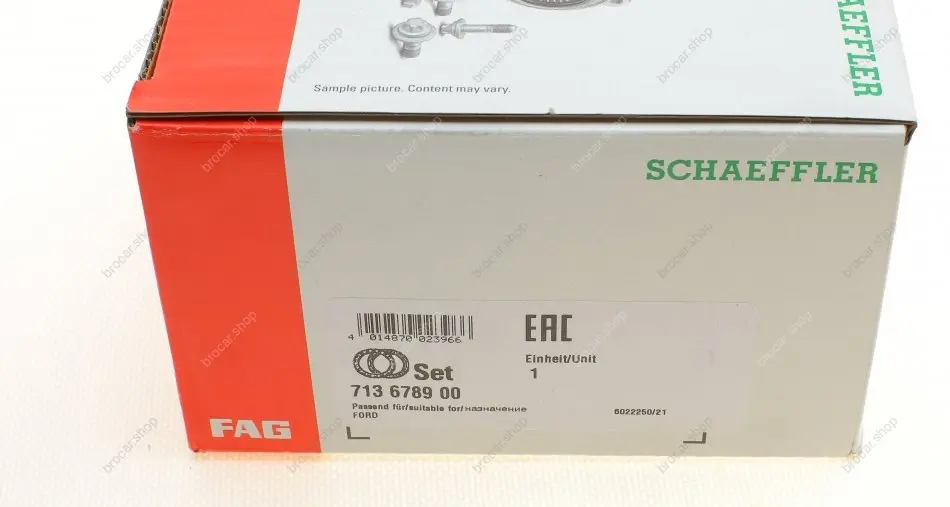 Sample picture. Content may vary.
SCHAEFFLER
SCHAEFFLER
4 014870 023966
EAC
Set
Einheit/Unit
1
713 6789 00
Passend für/suitable for/назначение
FORD
6022250/21
FAG
brocar.shop